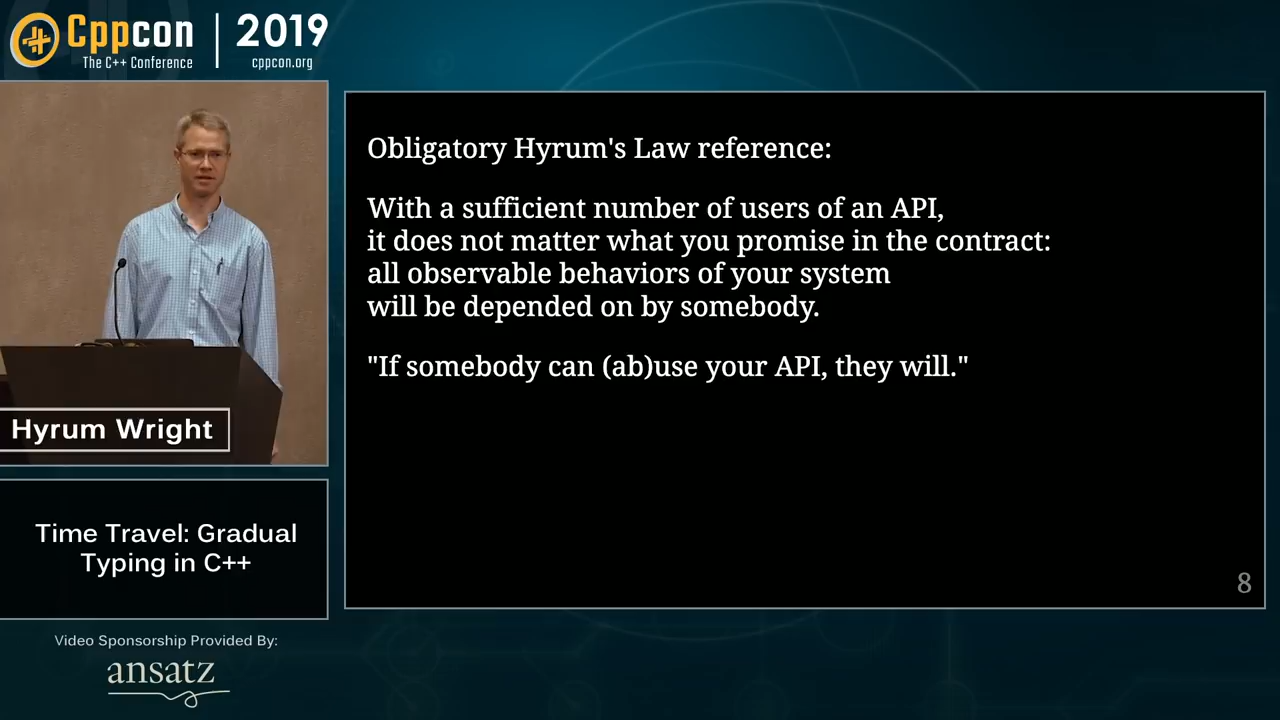 Cppcon
The C++ Conference
2019
cppcon.org
Obligatory Hyrum's Law reference:
With a sufficient number of users of an API,
it does not matter what you promise in the contract:
all observable behaviors of your system
will be depended on by somebody.
"If somebody can (ab)use your API, they will."
8
Hyrum Wright
Time Travel: Gradual
Typing in C++
Video Sponsorship Provided By:
ansatz